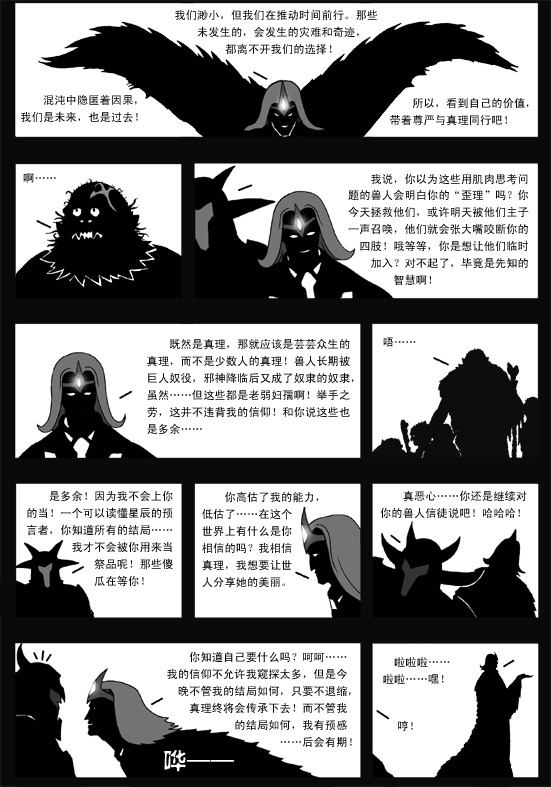 我们渺小，但我们在推动时间前行。那些
未发生的，会发生的灾难和奇迹，
都离不开我们的选择！
混沌中隐匿着因果，
我们是未来，也是过去！
所以，看到自己的价值，
带着尊严与真理同行吧！
啊……
我说，你以为这些用肌肉思考问
题的兽人会明白你的“歪理”吗？你
今天拯救他们，或许明天被他们主子
一声召唤，他们就会张大嘴咬断你的
四肢！哦等等，你是想让他们临时
加入？对不起了，毕竟是先知的
智慧啊！
既然是真理，那就应该是芸芸众生的
真理，而不是少数人的真理！兽人长期被
巨人奴役，邪神降临后又成了奴隶的奴隶，
虽然……但这些都是老弱妇孺啊！举手之
劳，这并不违背我的信仰！和你说这些也
是多余……
唔……
是多余！因为我不会上你
的当！一个可以读懂星辰的预
言者，你知道所有的结局……
我才不会被你用来当
祭品呢！那些傻
瓜在等你！
你高估了我的能力，
低估了……在这个
世界上有什么是你
相信的吗？我相信
真理，我想要让世
人分享她的美丽。
真恶心……你还是继续对
你的兽人信徒说吧！哈哈哈！
你知道自己要什么吗？呵呵……
我的信仰不允许我窥探太多，但是今
晚不管我的结局如何，只要不退缩，
真理终将会传承下去！而不管我
的结局如何，我有预感
……后会有期！
哗——
啦啦啦……
啦啦……嘿！
哼！